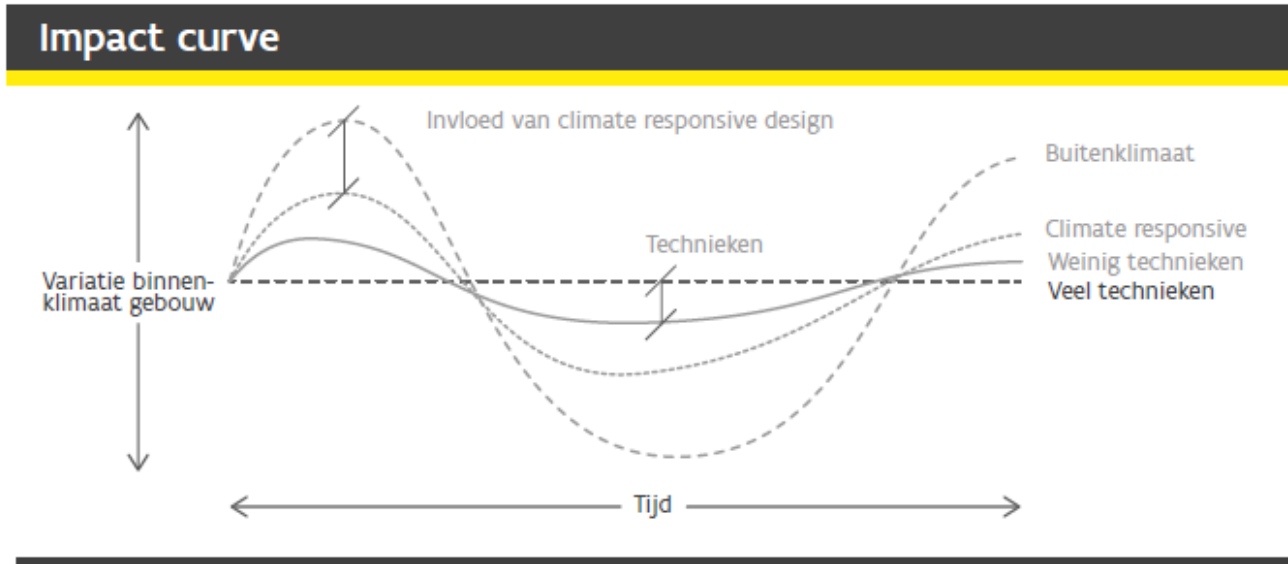 Impact curve
Invloed van climate responsive design
Buitenklimaat
Climate responsive
Technieken
Weinig technieken
Variatie binnen-
klimaat gebouw
Veel technieken
Tijd